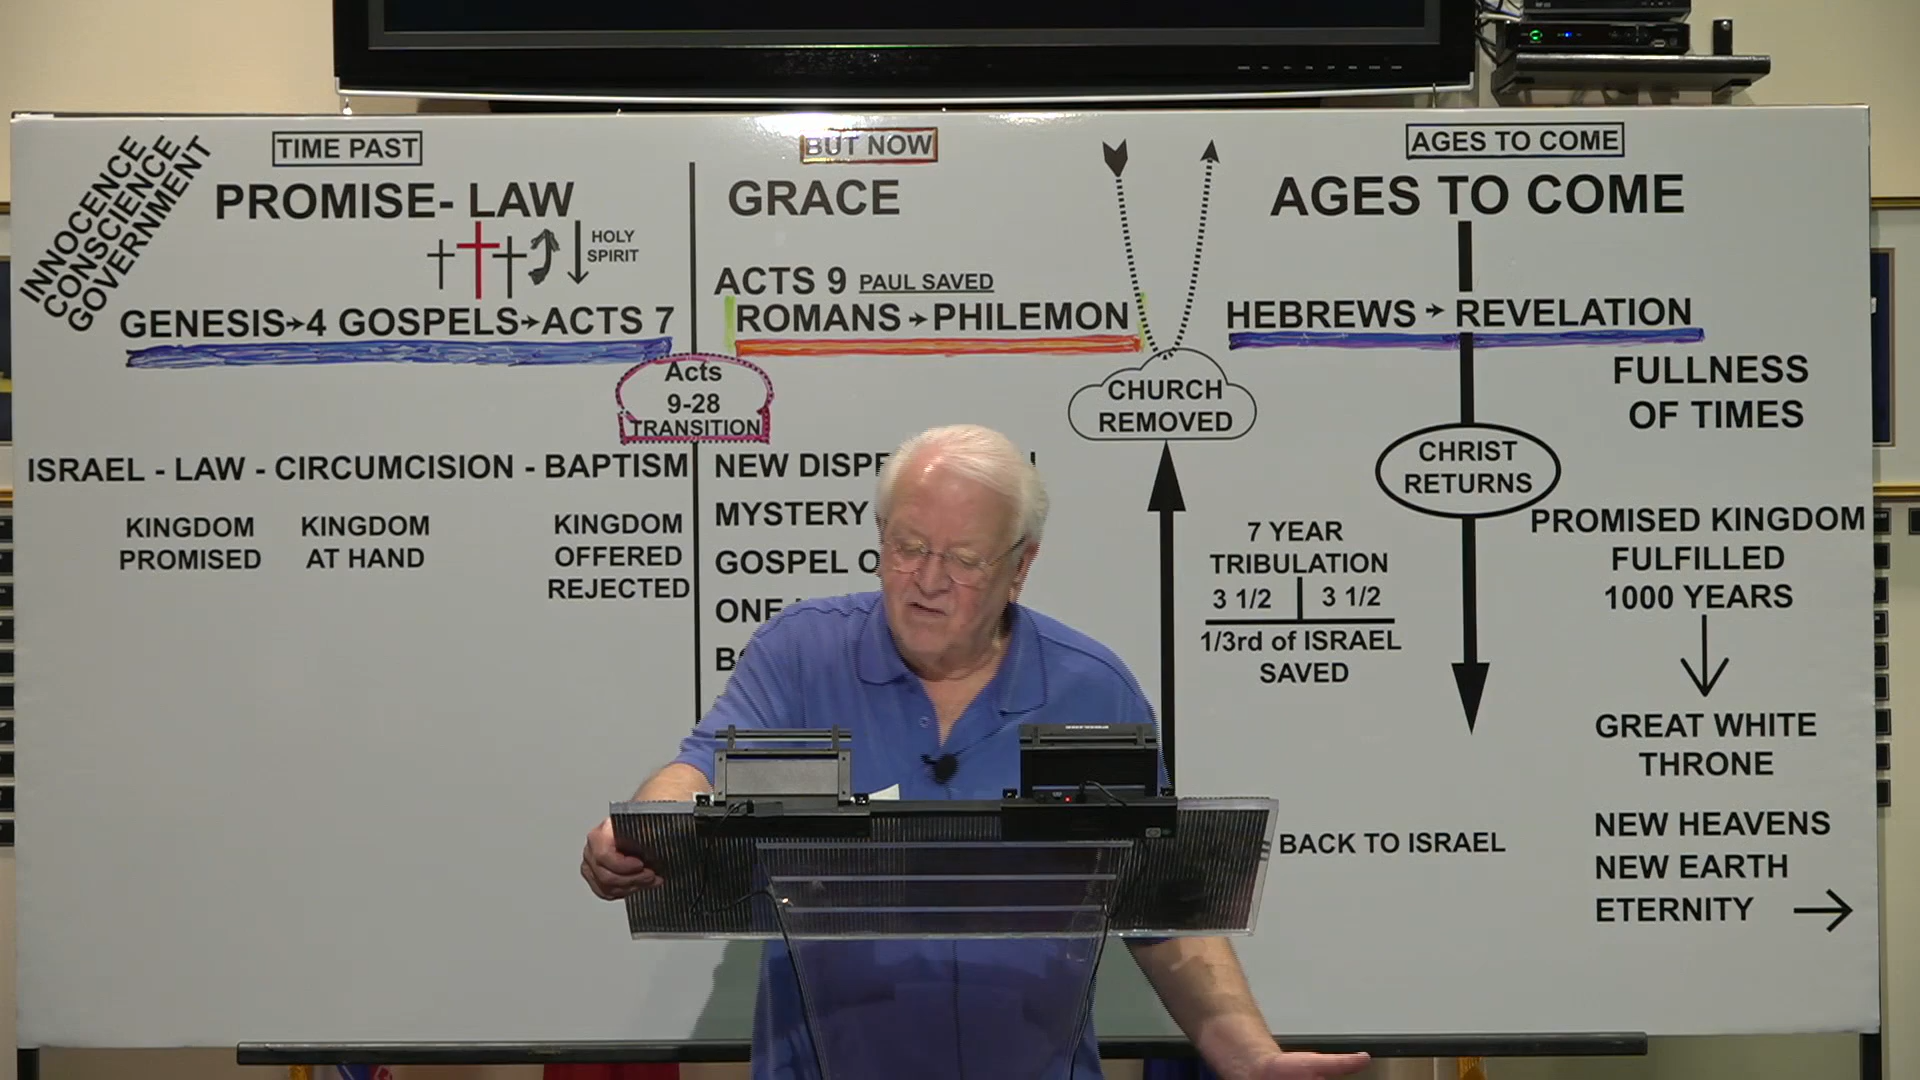 INNOCENCE
CONSCIENCE
GOVERNMENT
TIME PAST
PROMISE- LAW
HOLY
SPIRIT
GENESIS→4 GOSPELS→ACTS 7
Acts
9-28
TRANSITION
ISRAEL - LAW - CIRCUMCISION - BAPTISM
KINGDOM
PROMISED
KINGDOM
AT HAND
KINGDOM
OFFERED
REJECTED
BUT NOW
GRACE
ACTS 9 PAUL SAVED
ROMANS→PHILEMON
NEW
MYSTERY
GOSPEL
CHURCH
REMOVED
AGES TO COME
AGES TO COME
HEBREWS→REVELATION
FULLNESS
OF TIMES
CHRIST
RETURNS
7 YEAR
TRIBULATION
3 1/2 3 1/2
1/3rd of ISRAEL
SAVED
BACK TO ISRAEL
PROMISED KINGDOM
FULFILLED
1000 YEARS
GREAT WHITE
THRONE
NEW HEAVENS
NEW EARTH
ETERNITY →